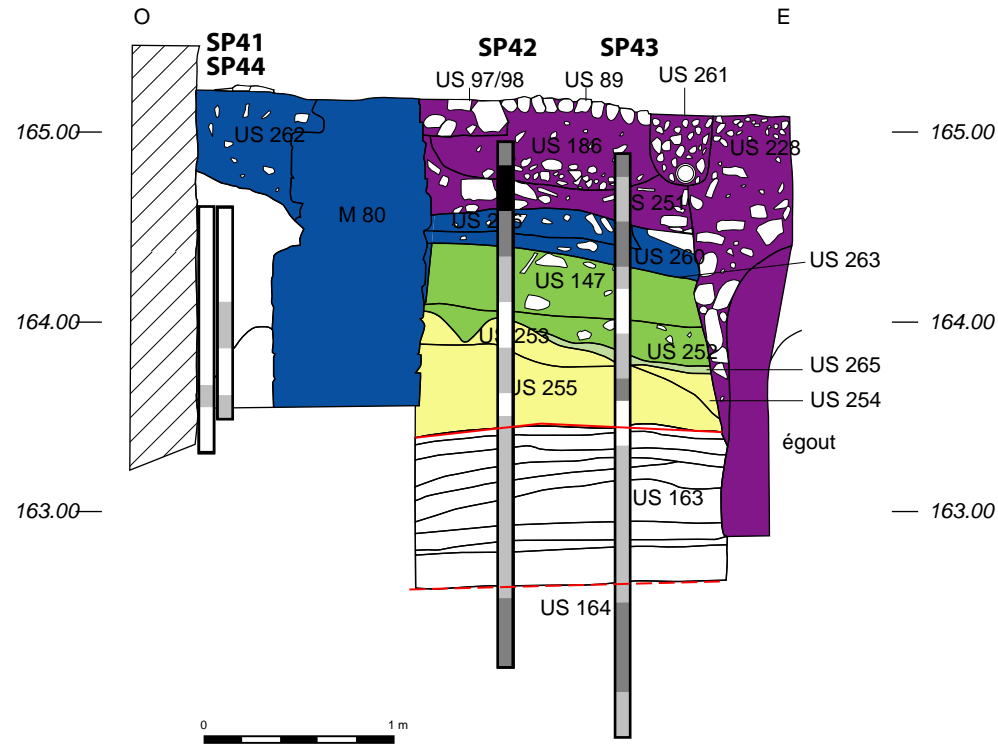 O E
SP41
SP44
SP42 SP43
US 97/98 US 89 US 261
165.00 165.00
US 262 US 186 US 228
S 251
M 80
US 260
US 263
US 147
164.00 164.00
US 253
US 252
US 265
US 255
US 254
égout
163.00 163.00
US 163
US 164
0 1 m